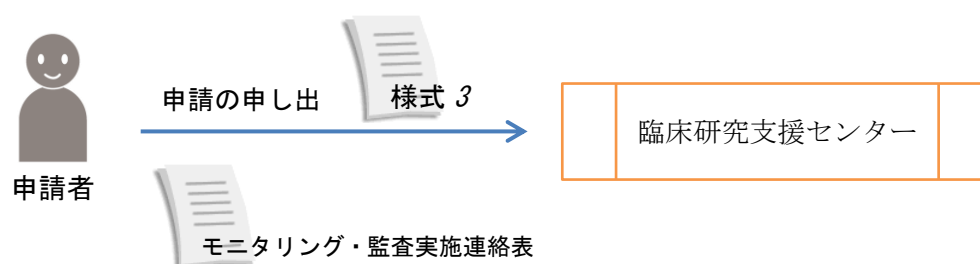 申請の申し出
様式 3
臨床研究支援センター
申請者
モニタリング・監査実施連絡表